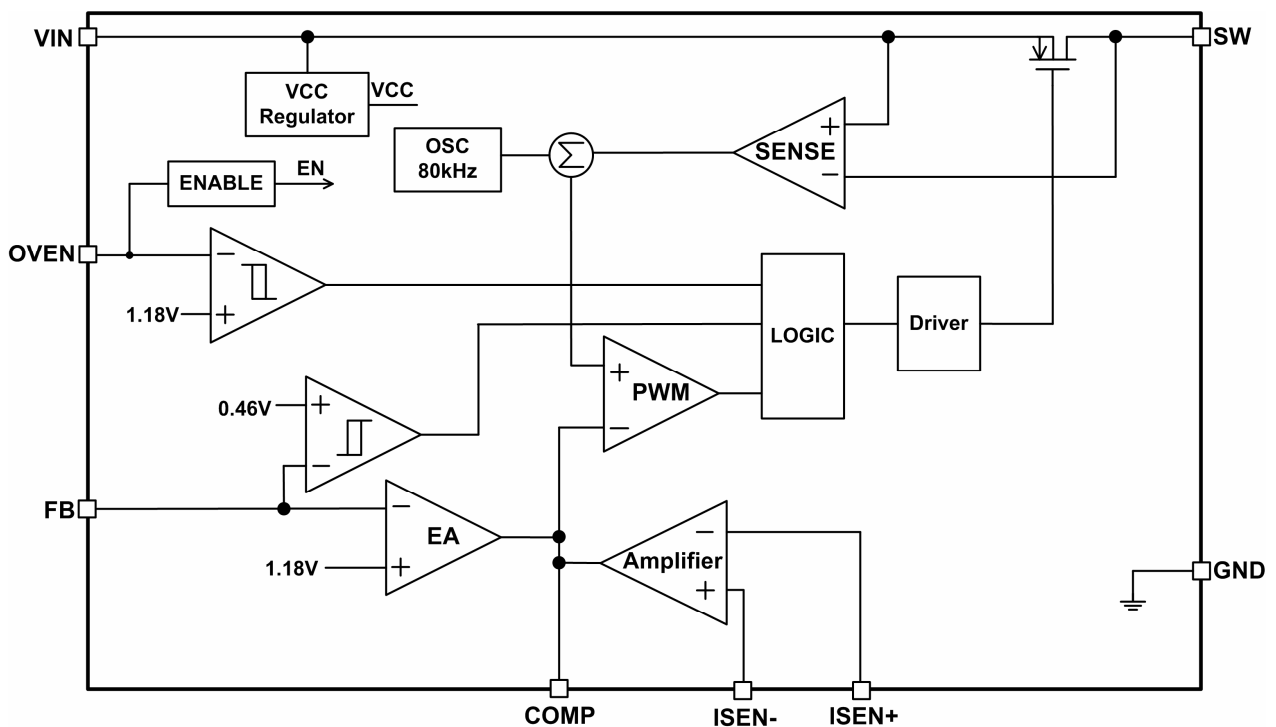 VIN
SW
VCC
Regulator
VCC
OSC
80kHz
Σ
+
SENSE
−
ENABLE
EN
OVEN
−
1.18V
+
LOGIC
Driver
+
PWM
−
0.46V
+
−
FB
−
EA
1.18V
+
−
Amplifier
+
GND
COMP
ISEN-
ISEN+